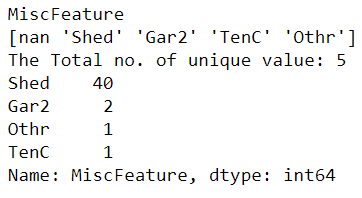 MiscFeature
[nan 'Shed' 'Gar2' 'TenC' 'Othr']
The Total no. of unique value: 5
Shed    40
Gar2     2
Othr     1
TenC     1
Name: MiscFeature, dtype: int64